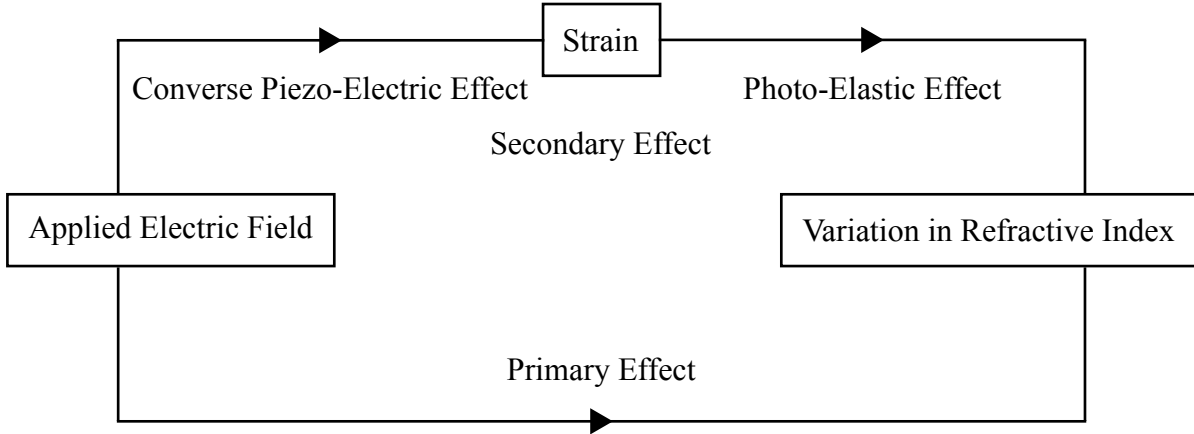 Strain
Converse Piezo-Electric Effect
Photo-Elastic Effect
Secondary Effect
Applied Electric Field
Variation in Refractive Index
Primary Effect